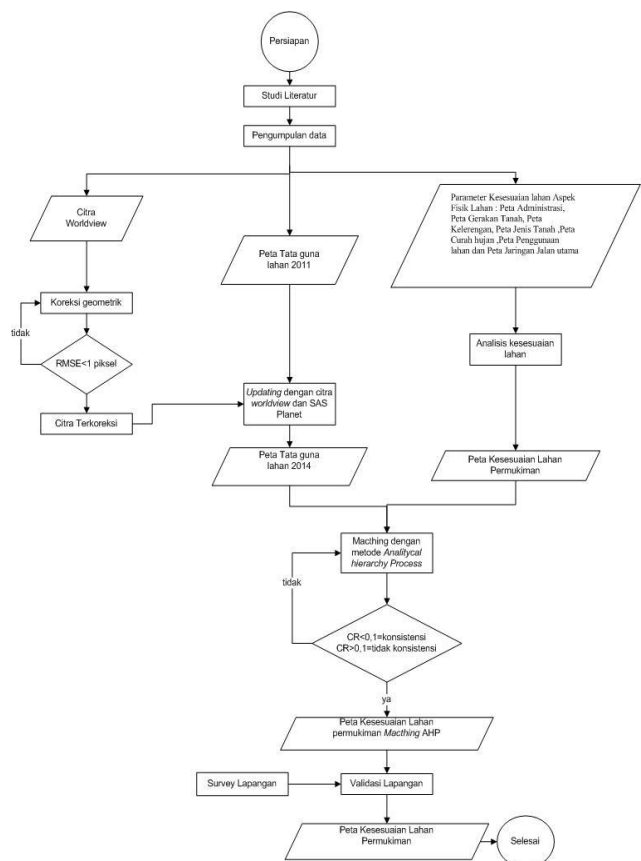 Persiapan
Studi Literatur
Pengumpulan data
Citra
Worldview
Peta Tata guna
lahan 2011
Parameter Kesesuaian lahan Aspek
Fisik Lahan : Peta Administrasi,
Peta Gerakan Tanah, Peta
Kelerengan, Peta Jenis Tanah ,Peta
Curah hujan ,Peta Penggunaan
lahan dan Peta Jaringan Jalan utama
Koreksi geometrik
tidak
RMSE<1 piksel
Citra Terkoreksi
Updating dengan citra
worldview dan SAS
Planet
Peta Tata guna
lahan 2014
Analisis kesesuaian
lahan
Peta Kesesuaian Lahan
Permukiman
Macthing dengan
metode Analitycal
hierarchy Process
tidak
CR<0,1=konsistensi
CR>0,1=tidak konsistensi
ya
Peta Kesesuaian Lahan
permukiman Macthing AHP
Survey Lapangan
Validasi Lapangan
Peta Kesesuaian Lahan
Permukiman
Selesai